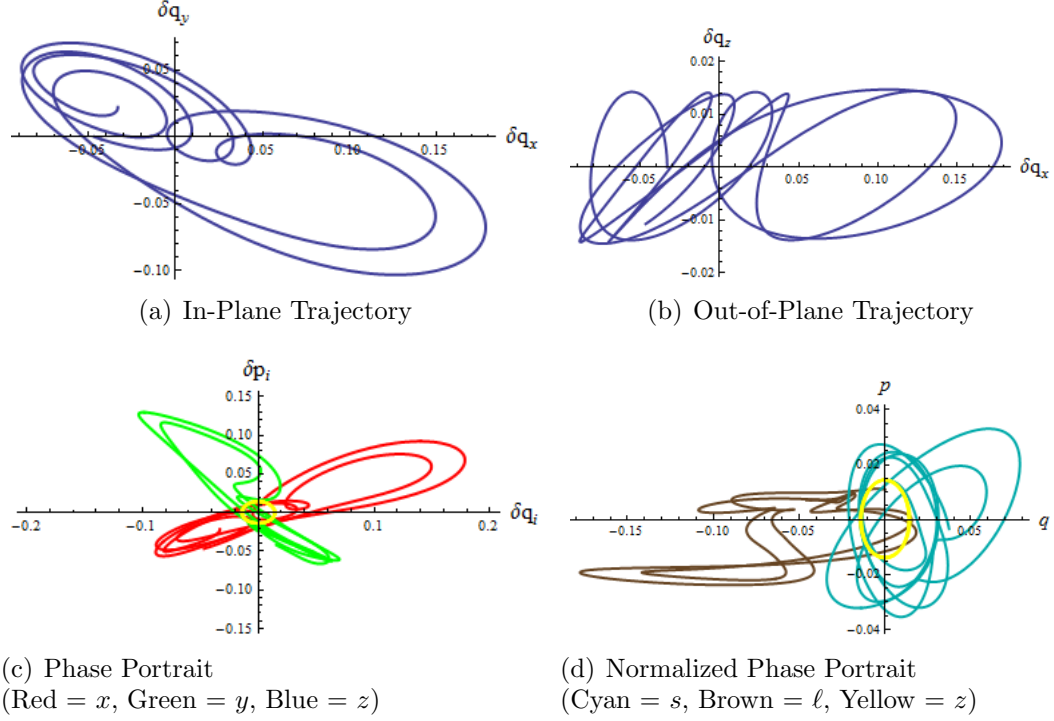 δq_y
0.05
-0.05
0.05
0.10
0.15
δq_x
-0.05
-0.10
(a) In-Plane Trajectory
δq_z
0.02
0.01
-0.05
0.05
0.10
0.15
δq_x
-0.01
-0.02
(b) Out-of-Plane Trajectory
δp_i
0.15
0.10
0.05
-0.2
-0.1
0.1
0.2
δq_i
-0.05
-0.10
-0.15
(c) Phase Portrait
(Red = x, Green = y, Blue = z)
p
0.04
0.02
-0.15
-0.10
-0.05
0.05
q
-0.02
-0.04
(d) Normalized Phase Portrait
(Cyan = s, Brown = ℓ, Yellow = z)